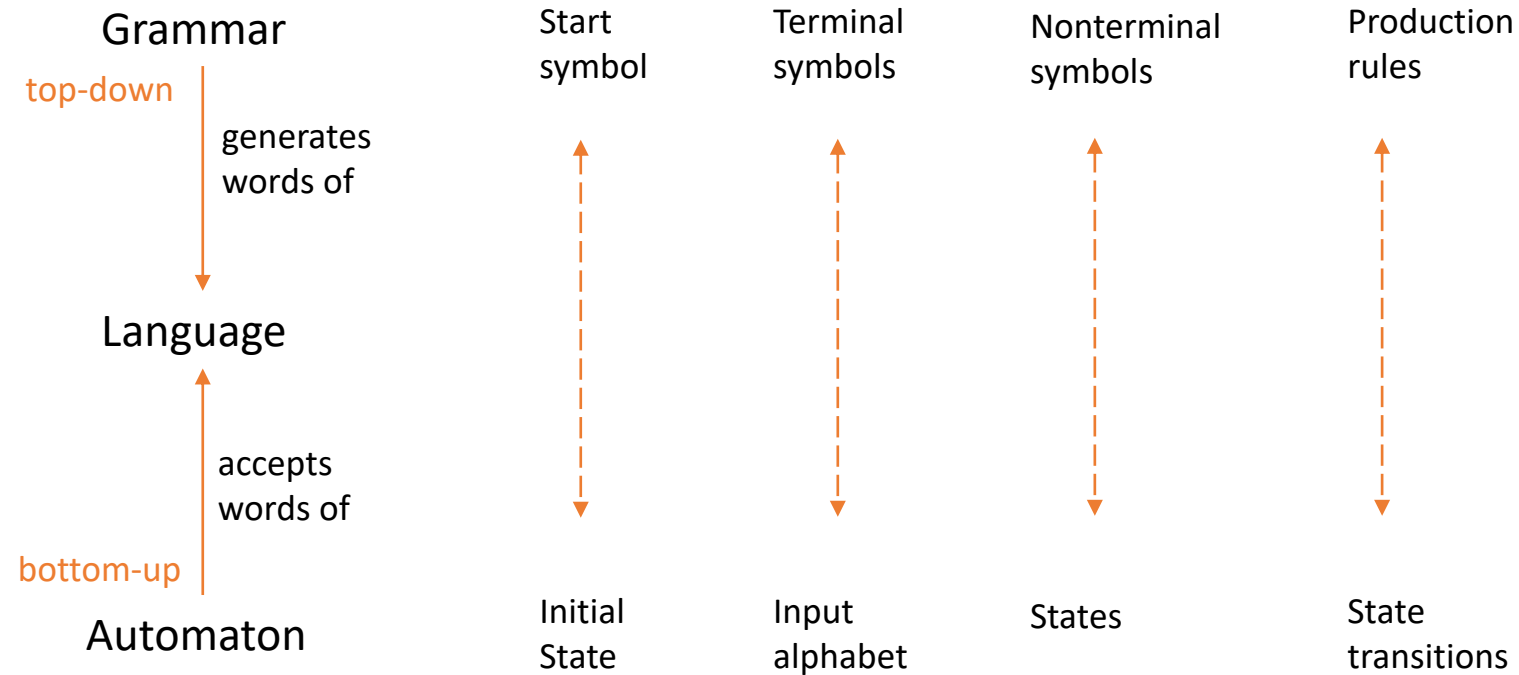 Grammar
top-down
generates
words of
Language
accepts
words of
bottom-up
Automaton
Start
symbol
Terminal
symbols
Nonterminal
symbols
Production
rules
Initial
State
Input
alphabet
States
State
transitions